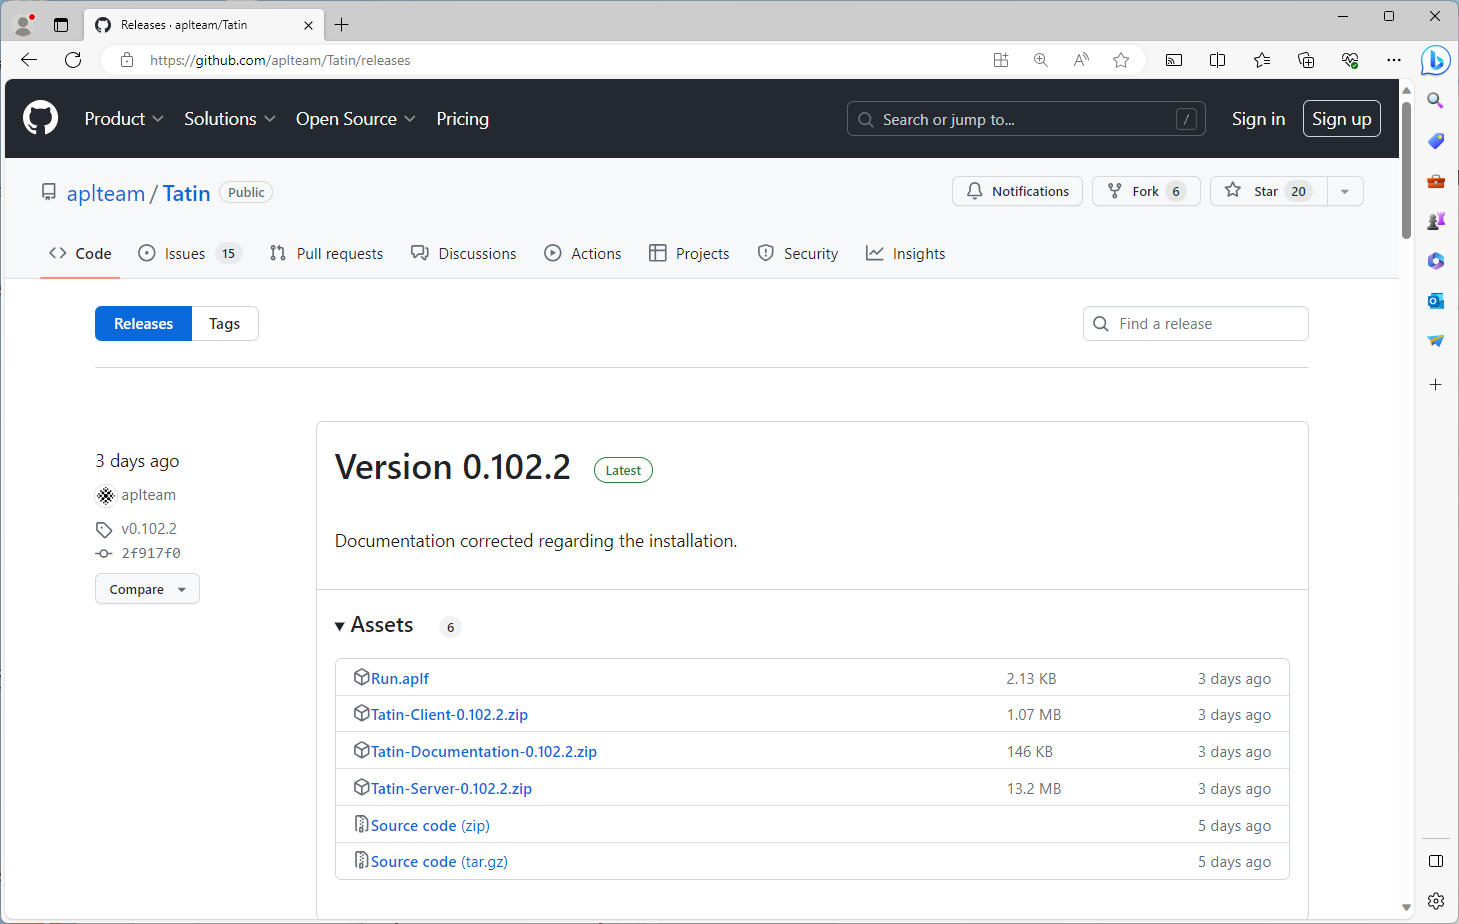 Releases · aplteam/Tatin
https://github.com/aplteam/Tatin/releases
Product Solutions Open Source Pricing Search or jump to... / Sign in Sign up
aplteam / Tatin Public Notifications Fork 6 Star 20
Code Issues 15 Pull requests Discussions Actions Projects Security Insights
Releases Tags Find a release
3 days ago
aplteam
v0.102.2
2f917f0
Compare
Version 0.102.2 Latest
Documentation corrected regarding the installation.
Assets 6
Run.aplf 2.13 KB 3 days ago
Tatin-Client-0.102.2.zip 1.07 MB 3 days ago
Tatin-Documentation-0.102.2.zip 146 KB 3 days ago
Tatin-Server-0.102.2.zip 13.2 MB 3 days ago
Source code (zip) 5 days ago
Source code (tar.gz) 5 days ago